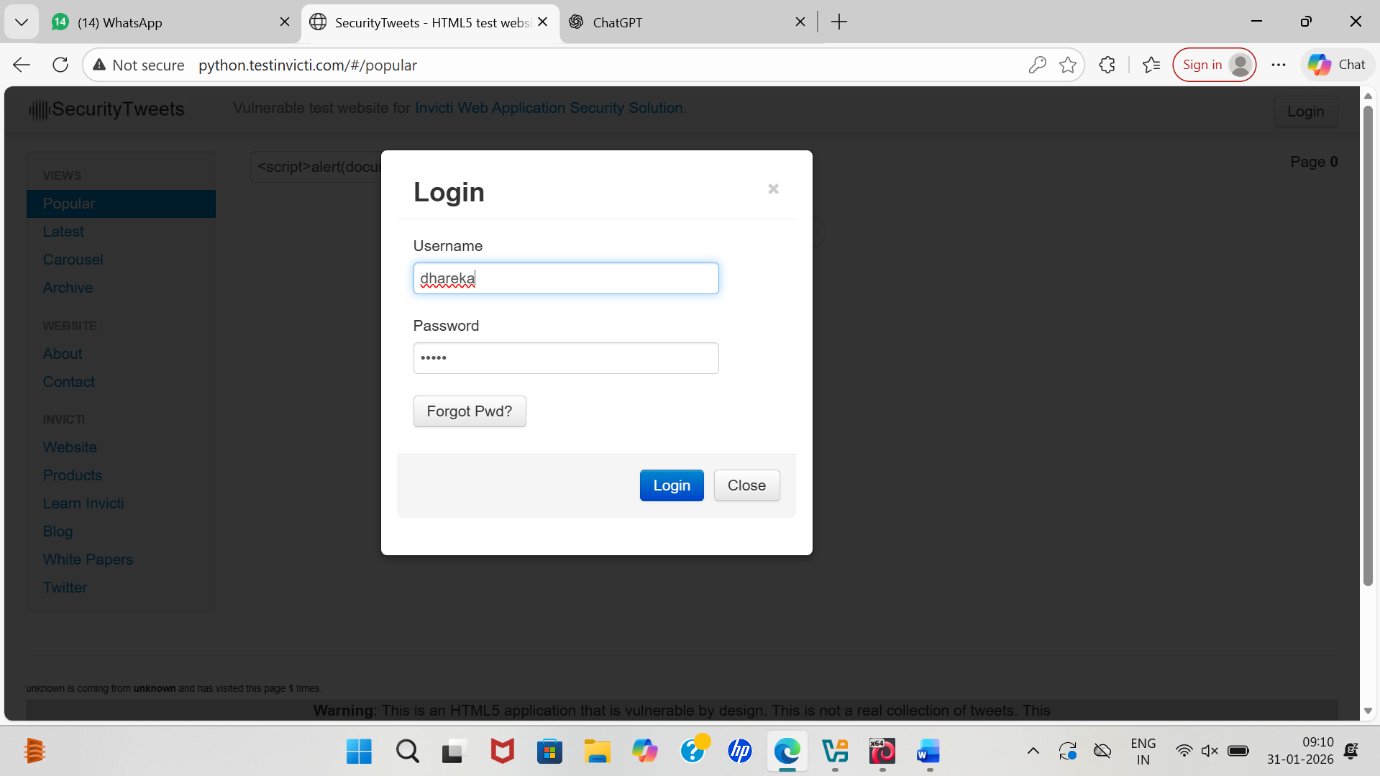 14 (14) WhatsApp
SecurityTweets - HTML5 test webs
ChatGPT
Not secure python.testinvicti.com/#/popular
Sign in
Chat
SecurityTweets
Vulnerable test website for Invicti Web Application Security Solution.
Login
VIEWS
Popular
Latest
Carousel
Archive
WEBSITE
About
Contact
INVICTI
Website
Products
Learn Invicti
Blog
White Papers
Twitter
<script>alert(docu
Page 0
Login
Username
dhareka
Password
•••••
Forgot Pwd?
Login Close
unknown is coming from unknown and has visited this page 1 times.
Warning: This is an HTML5 application that is vulnerable by design. This is not a real collection of tweets. This
ENG
IN
09:10
31-01-2026